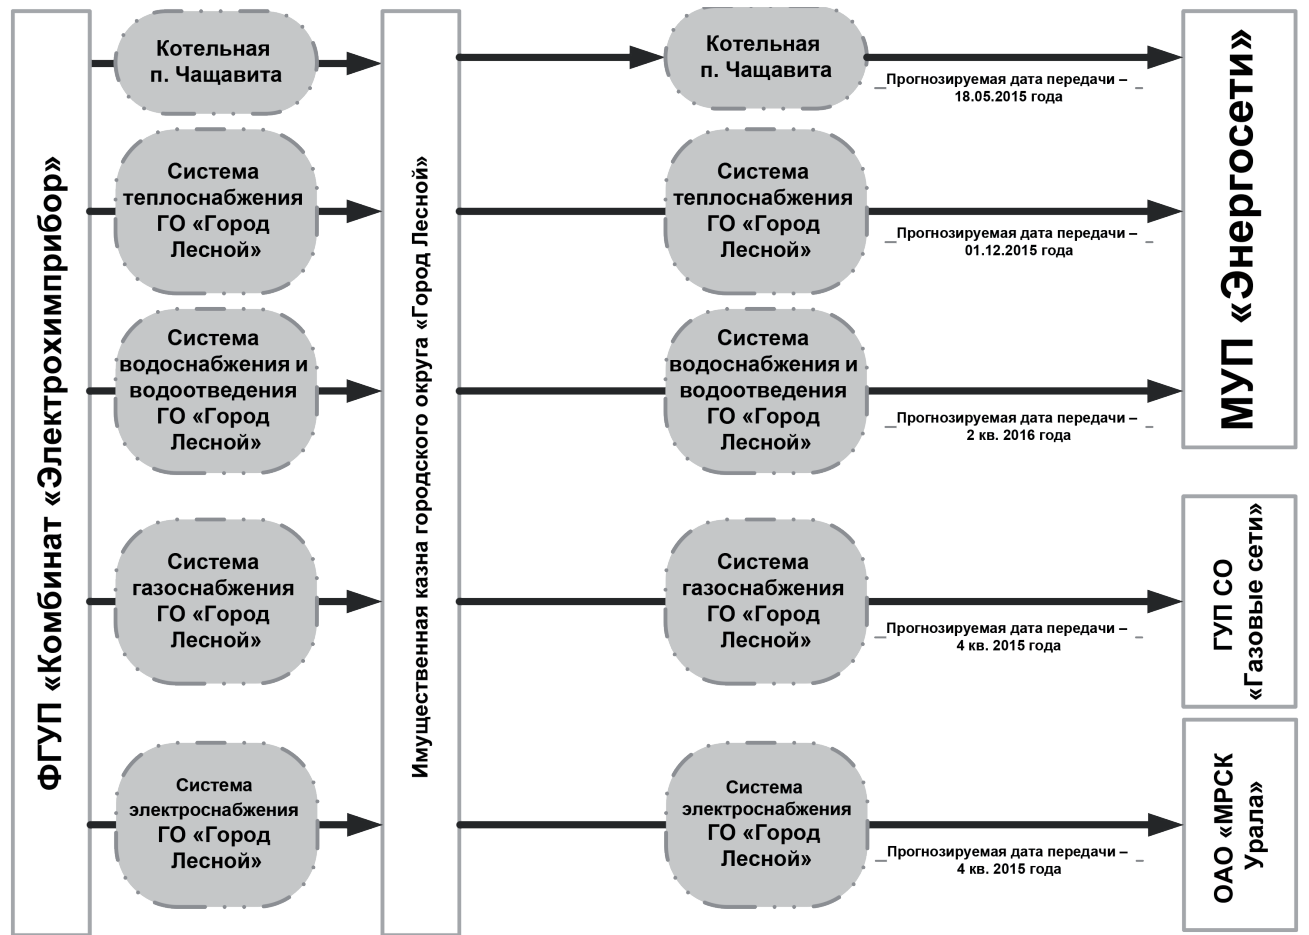 ФГУП «Комбинат «Электрохимприбор»
Котельная
п. Чащавита
Система
теплоснабжения
ГО «Город
Лесной»
Система
водоснабжения и
водоотведения
ГО «Город
Лесной»
Система
газоснабжения
ГО «Город
Лесной»
Система
электроснабжения
ГО «Город
Лесной»
Имущественная казна городского округа «Город Лесной»
Котельная
п. Чащавита
Прогнозируемая дата передачи –
18.05.2015 года
Система
теплоснабжения
ГО «Город
Лесной»
Прогнозируемая дата передачи –
01.12.2015 года
Система
водоснабжения и
водоотведения
ГО «Город
Лесной»
Прогнозируемая дата передачи –
2 кв. 2016 года
Система
газоснабжения
ГО «Город
Лесной»
Прогнозируемая дата передачи –
4 кв. 2015 года
Система
электроснабжения
ГО «Город
Лесной»
Прогнозируемая дата передачи –
4 кв. 2015 года
МУП «Энергосети»
ГУП СО
«Газовые сети»
ОАО «МРСК
Урала»